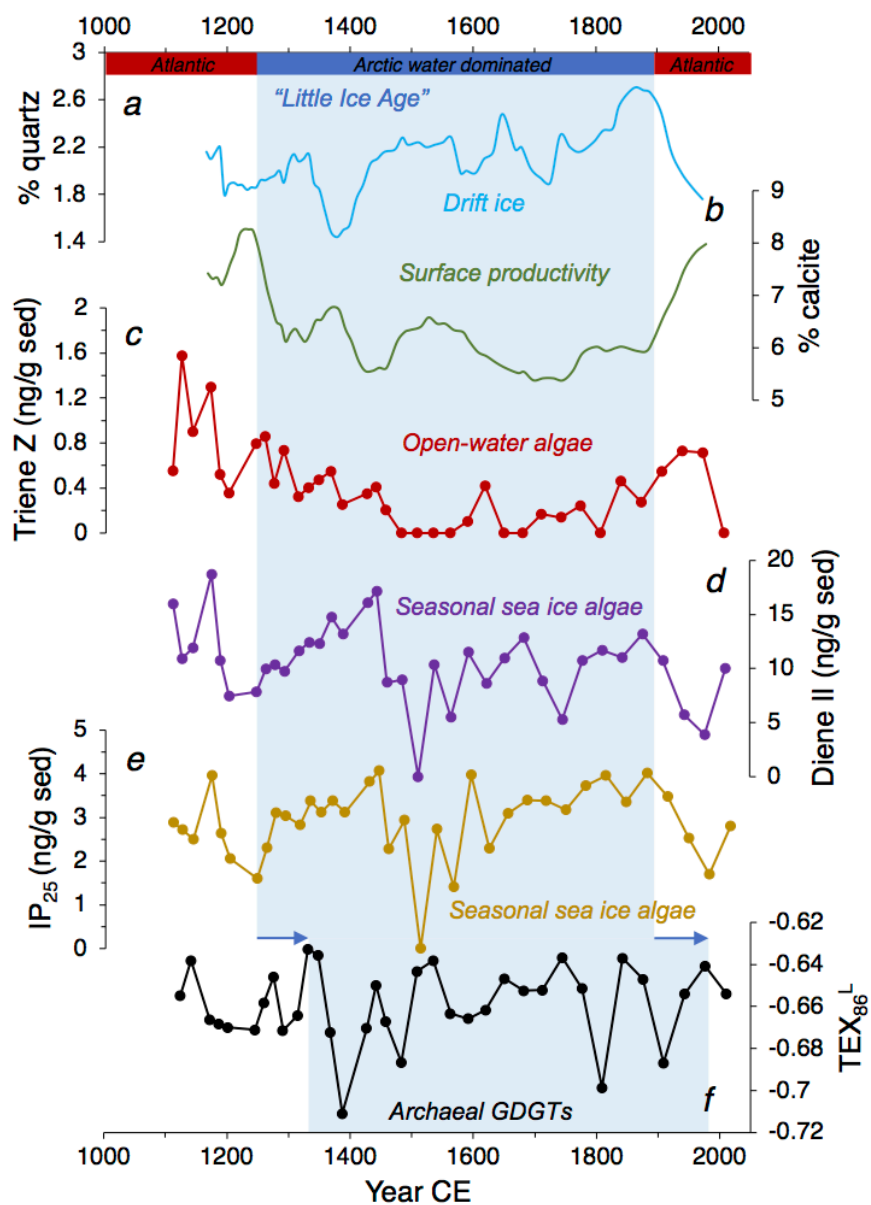 1000 1200 1400 1600 1800 2000
Atlantic Arctic water dominated Atlantic
3
2.6
2.2
1.8
1.4
% quartz
a
“Little Ice Age”
Drift ice
b
9
8
7
6
5
% calcite
Surface productivity
2
1.6
1.2
0.8
0.4
0
Triene Z (ng/g sed)
c
Open-water algae
d
20
15
10
5
0
Diene II (ng/g sed)
Seasonal sea ice algae
5
4
3
2
1
0
IP25 (ng/g sed)
e
Seasonal sea ice algae
-0.62
-0.64
-0.66
-0.68
-0.7
-0.72
TEX86L
f
Archaeal GDGTs
1000 1200 1400 1600 1800 2000
Year CE